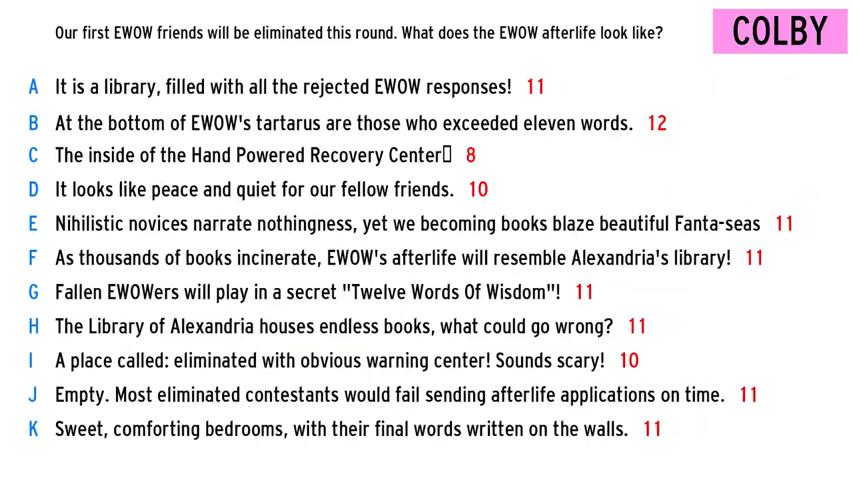 Our first EWOW friends will be eliminated this round. What does the EWOW afterlife look like?
COLBY
A It is a library, filled with all the rejected EWOW responses! 11
B At the bottom of EWOW's tartarus are those who exceeded eleven words. 12
C The inside of the Hand Powered Recovery Center▯ 8
D It looks like peace and quiet for our fellow friends. 10
E Nihilistic novices narrate nothingness, yet we becoming books blaze beautiful Fanta-seas 11
F As thousands of books incinerate, EWOW's afterlife will resemble Alexandria's library! 11
G Fallen EWOWers will play in a secret "Twelve Words Of Wisdom"! 11
H The Library of Alexandria houses endless books, what could go wrong? 11
I A place called: eliminated with obvious warning center! Sounds scary! 10
J Empty. Most eliminated contestants would fail sending afterlife applications on time. 11
K Sweet, comforting bedrooms, with their final words written on the walls. 11